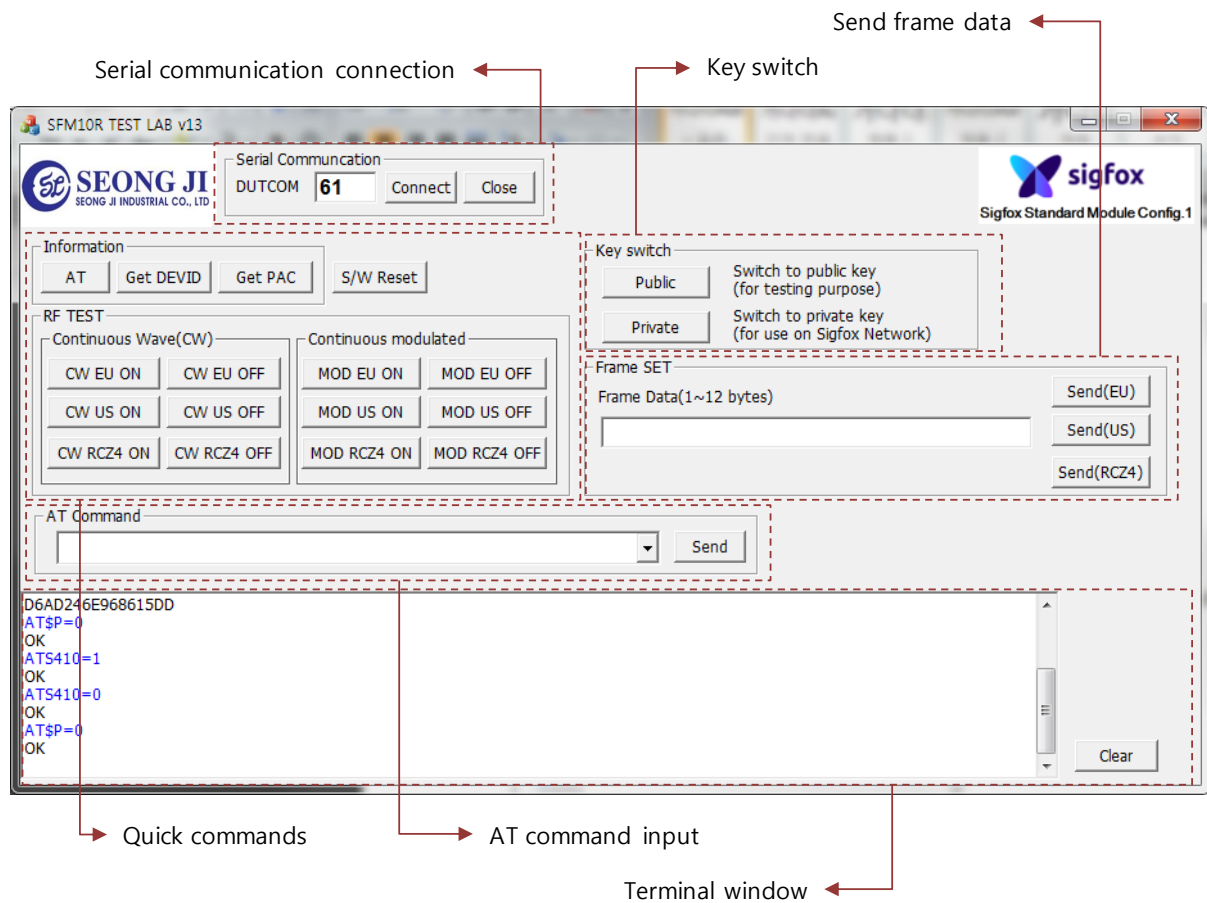 Send frame data
Serial communication connection
Key switch
SFM10R TEST LAB v13
SEONG JI
SEONG JI INDUSTRIAL CO., LTD
Serial Communcation
DUTCOM 61 Connect Close
sigfox
Sigfox Standard Module Config.1
Information
AT Get DEVID Get PAC S/W Reset
Key switch
Public Switch to public key
(for testing purpose)
Private Switch to private key
(for use on Sigfox Network)
RF TEST
Continuous Wave(CW)
CW EU ON CW EU OFF
CW US ON CW US OFF
CW RCZ4 ON CW RCZ4 OFF
Continuous modulated
MOD EU ON MOD EU OFF
MOD US ON MOD US OFF
MOD RCZ4 ON MOD RCZ4 OFF
Frame SET
Frame Data(1~12 bytes)
Send(EU)
Send(US)
Send(RCZ4)
AT Command
Send
D6AD246E968615DD
AT$P=0
OK
ATS410=1
OK
ATS410=0
OK
AT$P=0
OK
Clear
Quick commands
AT command input
Terminal window